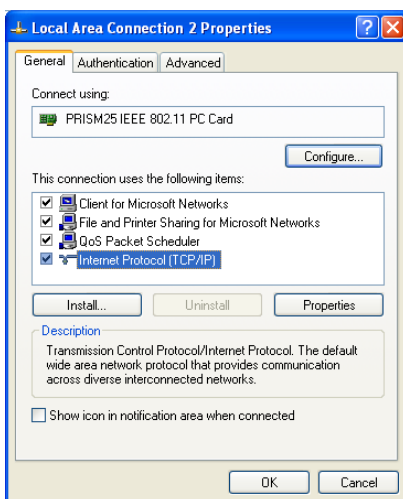 Local Area Connection 2 Properties
General Authentication Advanced
Connect using:
PRISM25 IEEE 802.11 PC Card
Configure...
This connection uses the following items:
Client for Microsoft Networks
File and Printer Sharing for Microsoft Networks
QoS Packet Scheduler
Internet Protocol (TCP/IP)
Install... Uninstall Properties
Description
Transmission Control Protocol/Internet Protocol. The default
wide area network protocol that provides communication
across diverse interconnected networks.
Show icon in notification area when connected
OK Cancel